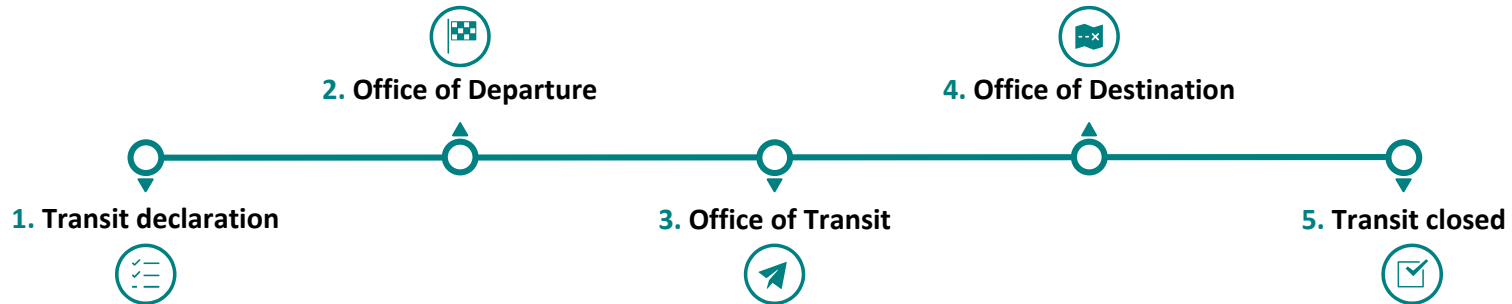 2. Office of Departure
4. Office of Destination
1. Transit declaration
3. Office of Transit
5. Transit closed